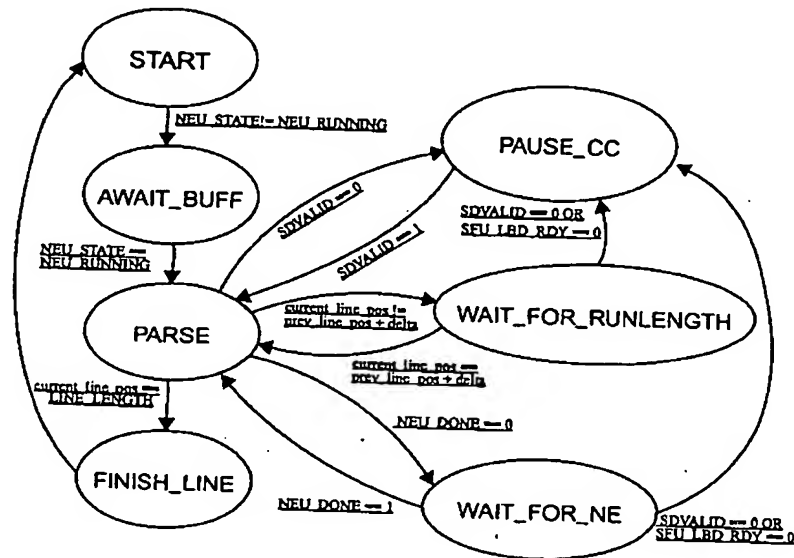 START
NEU_STATE!= NEU_RUNNING
PAUSE_CC
AWAIT_BUFF
SDVALID == 0
SDVALID == 1
SDVALID == 0 OR
SFU_LBD_RDY == 0
NEU_STATE ==
NEU_RUNNING
current_line_pos !=
prev_line_pos + delta
WAIT_FOR_RUNLENGTH
PARSE
current_line_pos ==
prev_line_pos + delta
current_line_pos ==
LINE_LENGTH
NEU_DONE == 0
FINISH_LINE
NEU_DONE == 1
WAIT_FOR_NE
SDVALID == 0 OR
SFU_LBD_RDY == 0